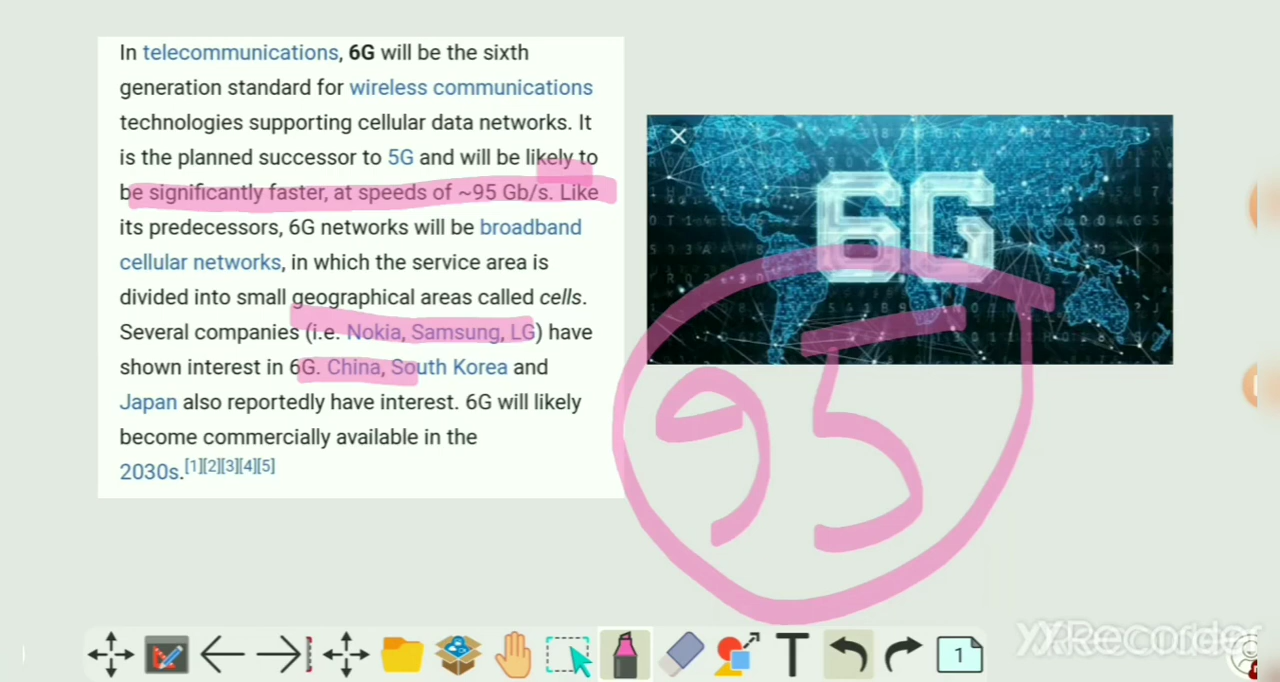 In telecommunications, 6G will be the sixth
generation standard for wireless communications
technologies supporting cellular data networks. It
is the planned successor to 5G and will be likely to
be significantly faster, at speeds of ~95 Gb/s. Like
its predecessors, 6G networks will be broadband
cellular networks, in which the service area is
divided into small geographical areas called cells.
Several companies (i.e. Nokia, Samsung, LG) have
shown interest in 6G. China, South Korea and
Japan also reportedly have interest. 6G will likely
become commercially available in the
2030s.[1][2][3][4][5]
6G
95
1
XRecorder